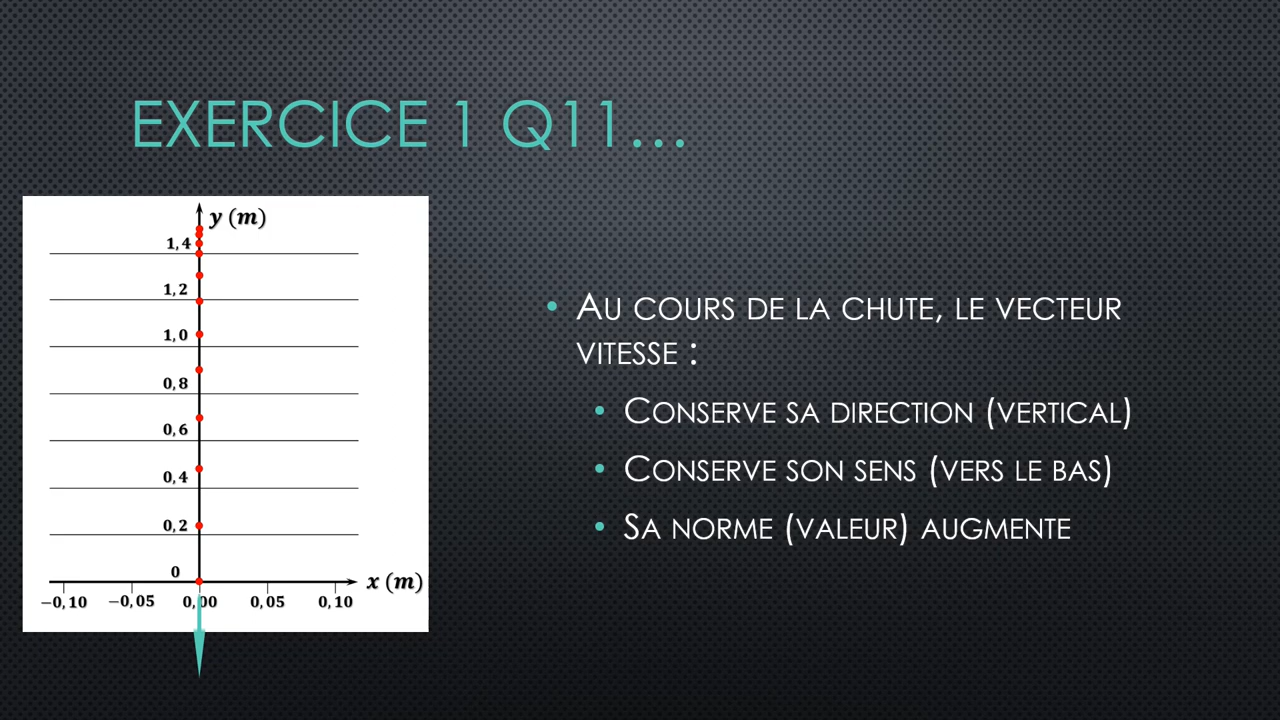 EXERCICE 1 Q11...
y (m)
1,4
1,2
1,0
0,8
0,6
0,4
0,2
0
x (m)
−0,10 −0,05 0,00 0,05 0,10
• AU COURS DE LA CHUTE, LE VECTEUR
VITESSE :
• CONSERVE SA DIRECTION (VERTICAL)
• CONSERVE SON SENS (VERS LE BAS)
• SA NORME (VALEUR) AUGMENTE